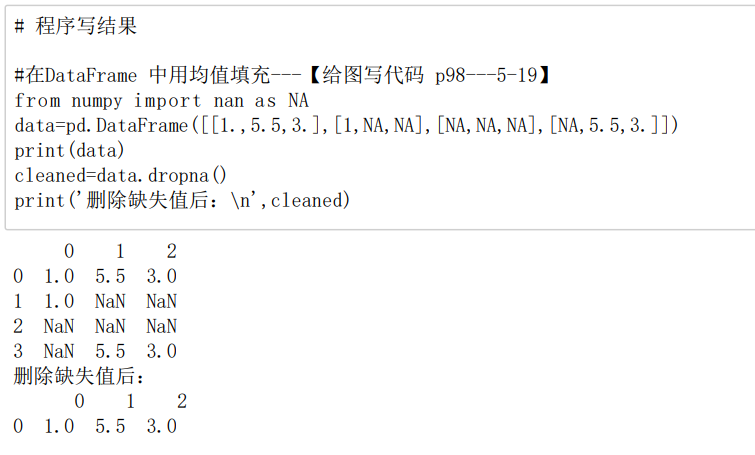 # 程序写结果
#在DataFrame 中用均值填充---【给图写代码 p98---5-19】
from numpy import nan as NA
data=pd.DataFrame([[1.,5.5,3.],[1,NA,NA],[NA,NA,NA],[NA,5.5,3.]])
print(data)
cleaned=data.dropna()
print('删除缺失值后：\n',cleaned)
0 1 2
0 1.0 5.5 3.0
1 1.0 NaN NaN
2 NaN NaN NaN
3 NaN 5.5 3.0
删除缺失值后：
0 1 2
0 1.0 5.5 3.0